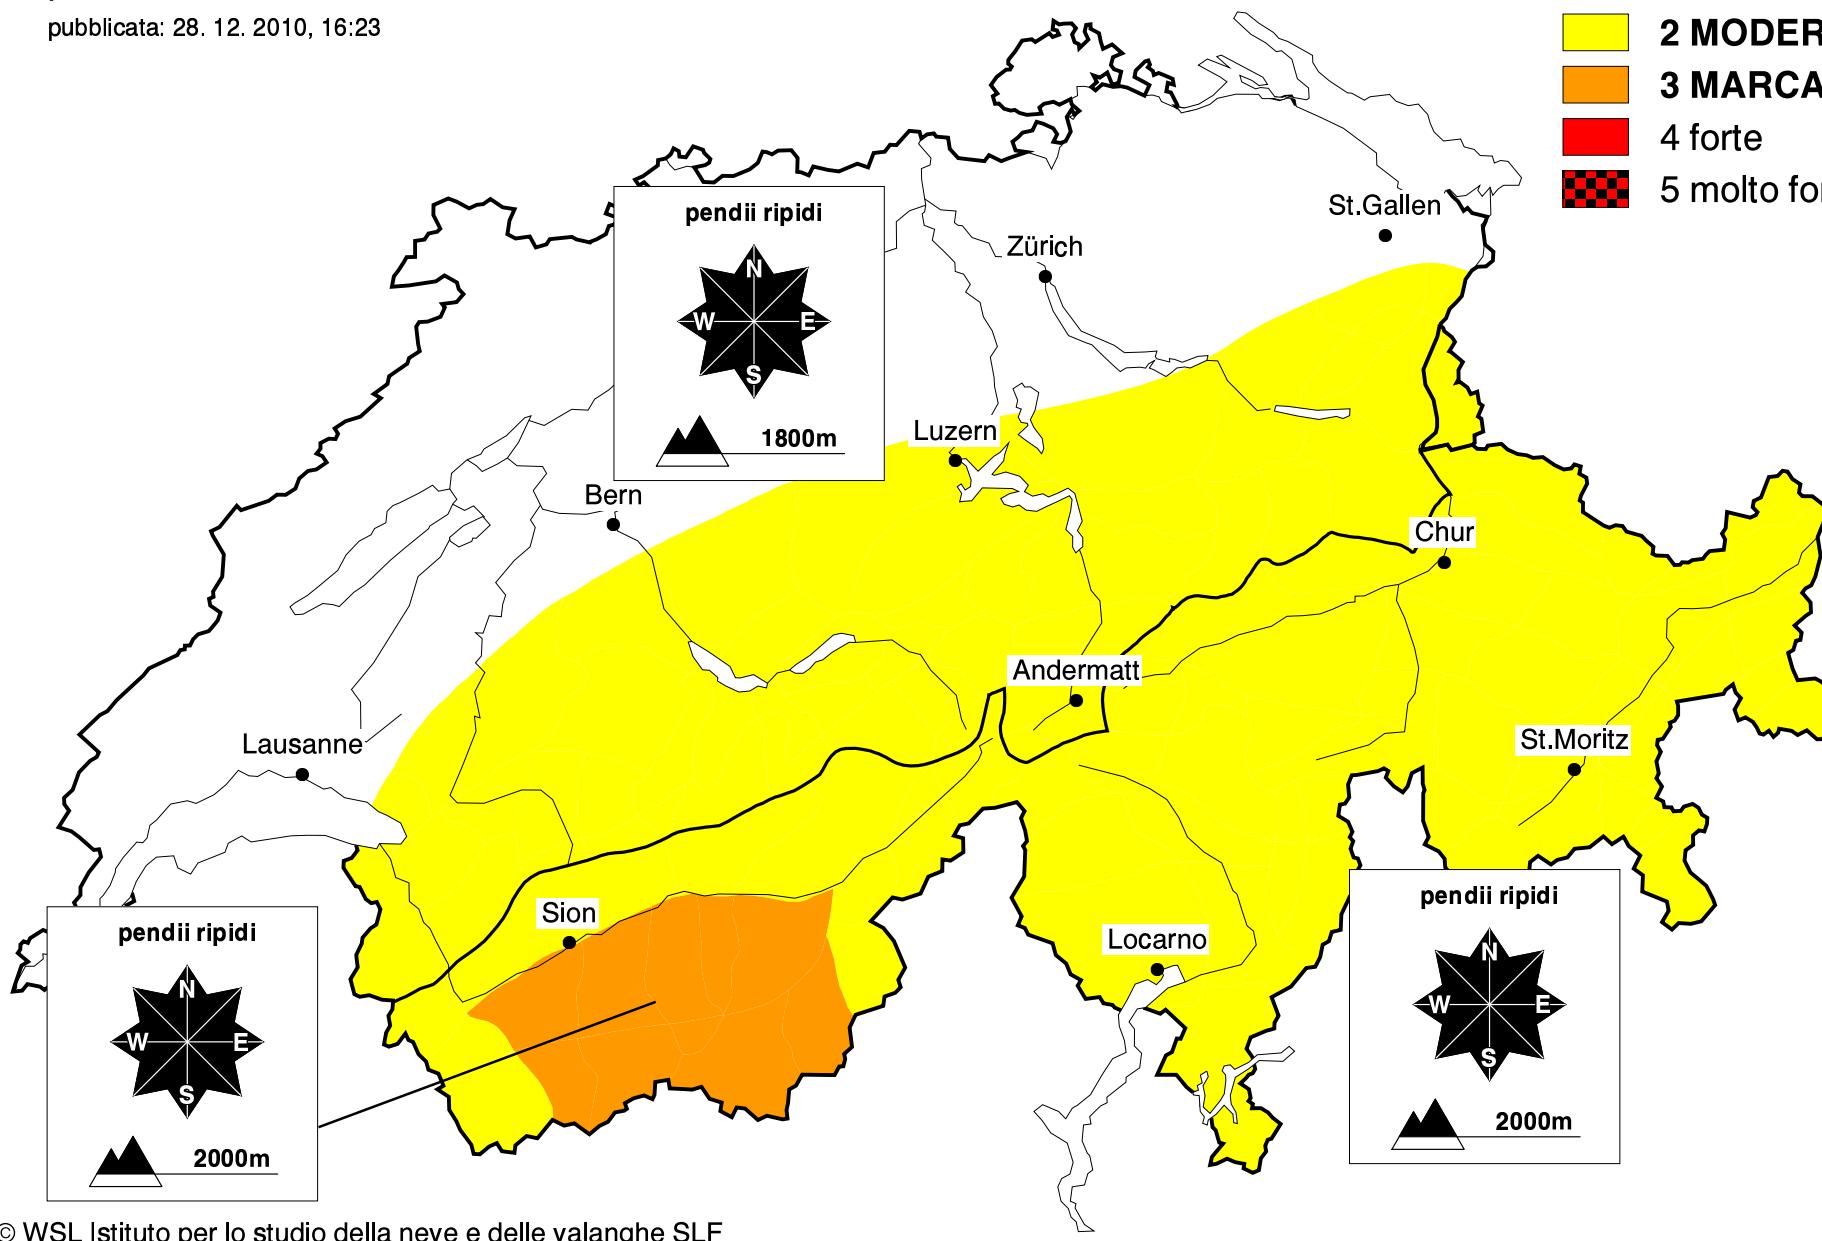 pubblicata: 28. 12. 2010, 16:23
2 MODER
3 MARCA
4 forte
5 molto for
St.Gallen
pendii ripidi
N
W E
S
1800m
Zürich
Luzern
Bern
Chur
Andermatt
St.Moritz
Lausanne
Sion
Locarno
pendii ripidi
N
W E
S
2000m
pendii ripidi
N
W E
S
2000m
© WSL Istituto per lo studio della neve e delle valanghe SLF